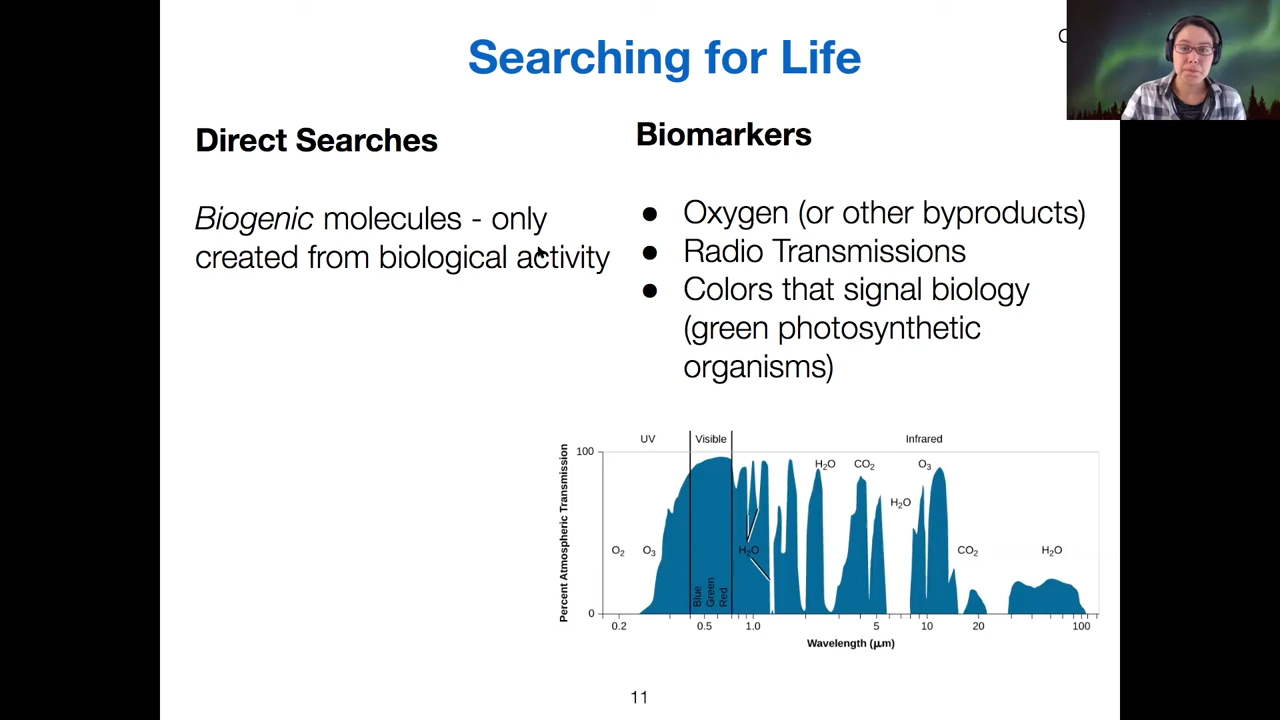 Searching for Life
Direct Searches
Biogenic molecules - only
created from biological activity
Biomarkers
● Oxygen (or other byproducts)
● Radio Transmissions
● Colors that signal biology
(green photosynthetic
organisms)
UV Visible Infrared
Percent Atmospheric Transmission
100
0
H₂O CO₂ O₃
H₂O
O₂ O₃ H₂O CO₂ H₂O
Blue
Green
Red
0.2 0.5 1.0 5 10 20 100
Wavelength (μm)
11